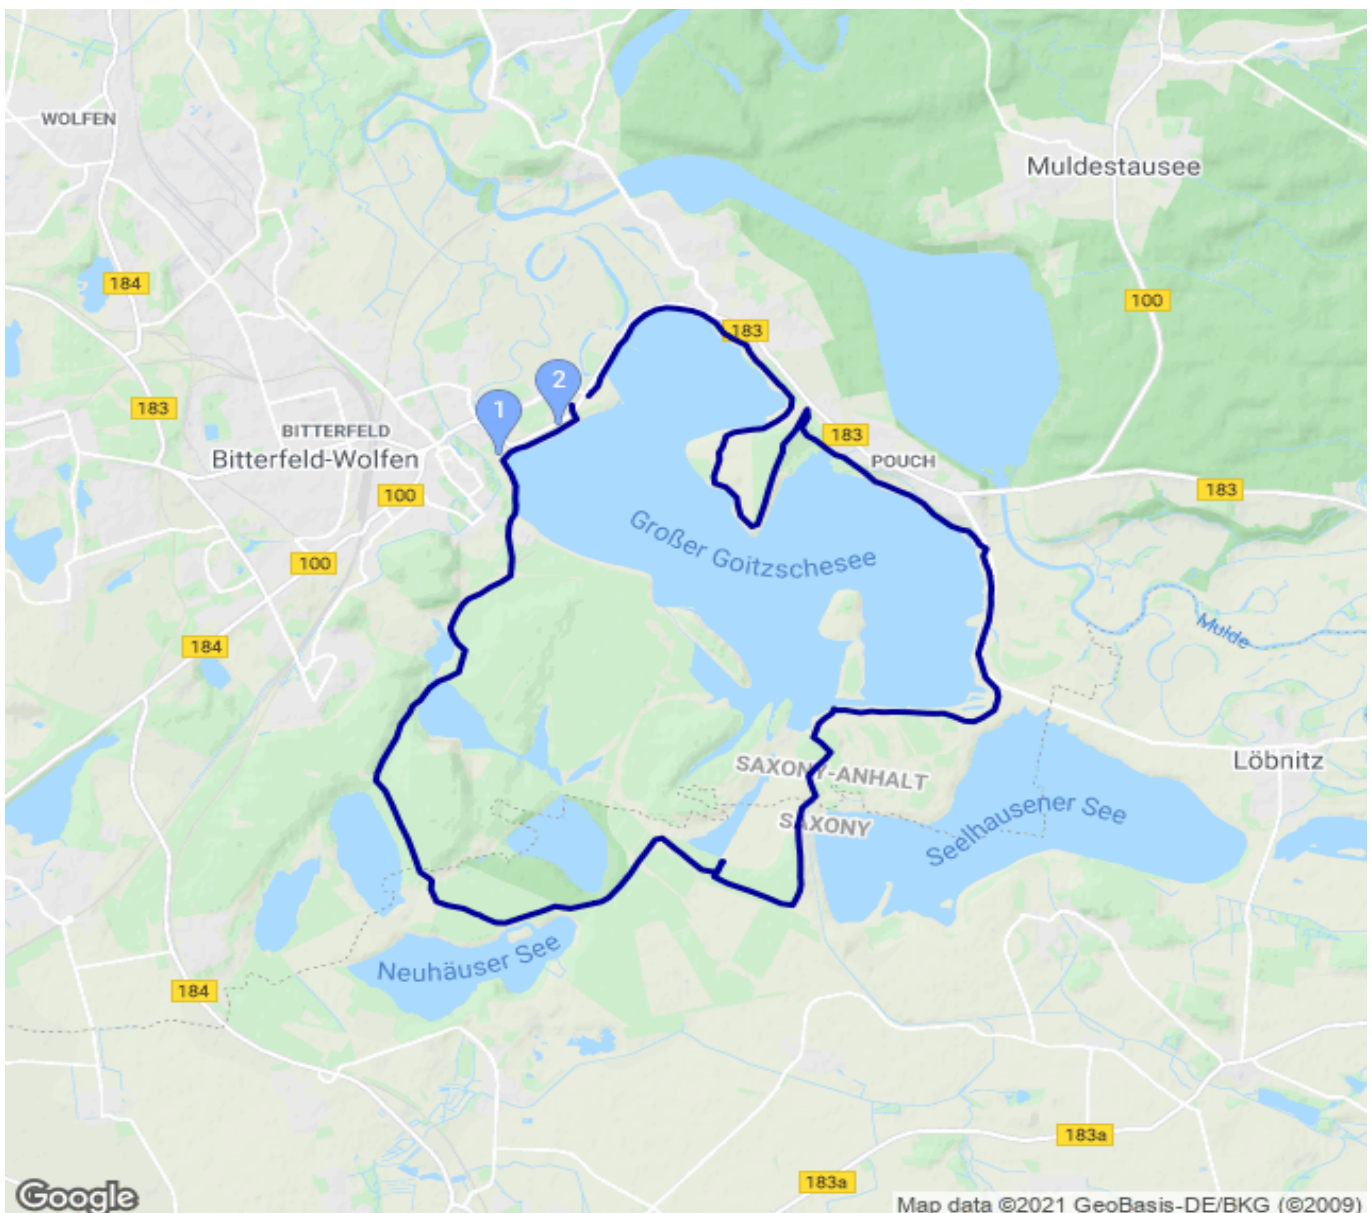 WOLFEN
Muldestausee
184
100
183
2
1
183
183
BITTERFELD
Bitterfeld-Wolfen
POUCH
100
183
Großer Goitzschesee
100
184
Mulde
SAXONY-ANHALT
Löbnitz
SAXONY
Seelhausener See
Neuhäuser See
184
183a
183a
Google
Map data ©2021 GeoBasis-DE/BKG (©2009)